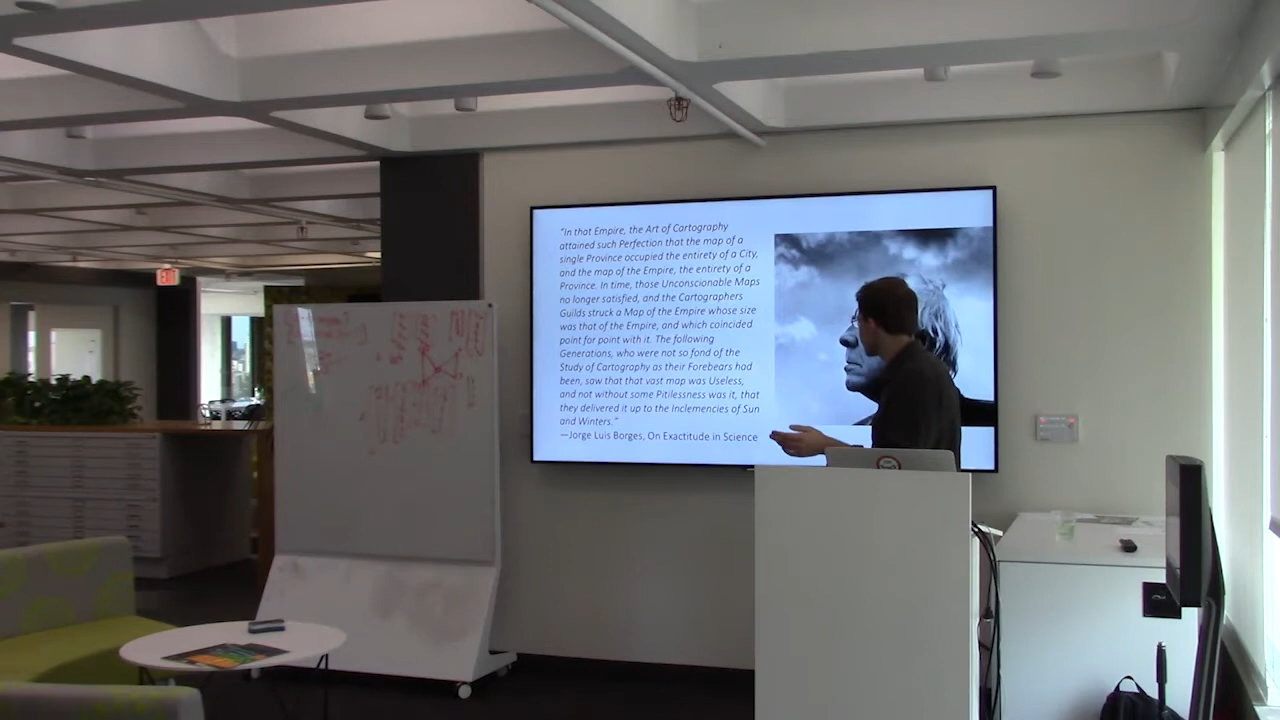 EXIT
"In that Empire, the Art of Cartography
attained such Perfection that the map of a
single Province occupied the entirety of a City,
and the map of the Empire, the entirety of a
Province. In time, those Unconscionable Maps
no longer satisfied, and the Cartographers
Guilds struck a Map of the Empire whose size
was that of the Empire, and which coincided
point for point with it. The following
Generations, who were not so fond of the
Study of Cartography as their Forebears had
been, saw that that vast map was Useless,
and not without some Pitilessness was it, that
they delivered it up to the Inclemencies of Sun
and Winters."
—Jorge Luis Borges, On Exactitude in Science